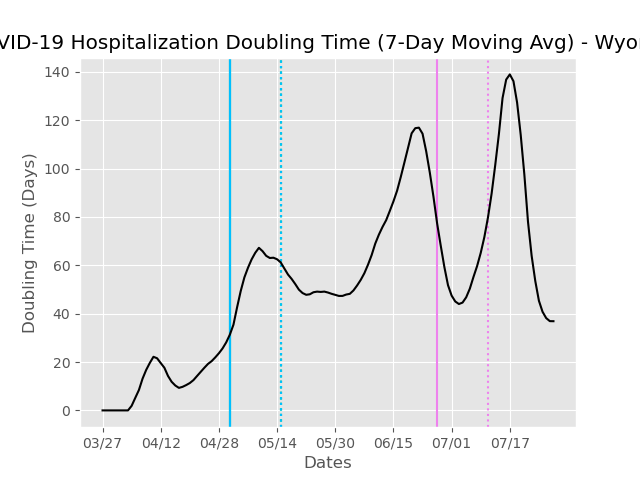 VID-19 Hospitalization Doubling Time (7-Day Moving Avg) - Wyo
140
120
100
80
60
40
20
0
Doubling Time (Days)
03/27 04/12 04/28 05/14 05/30 06/15 07/01 07/17
Dates